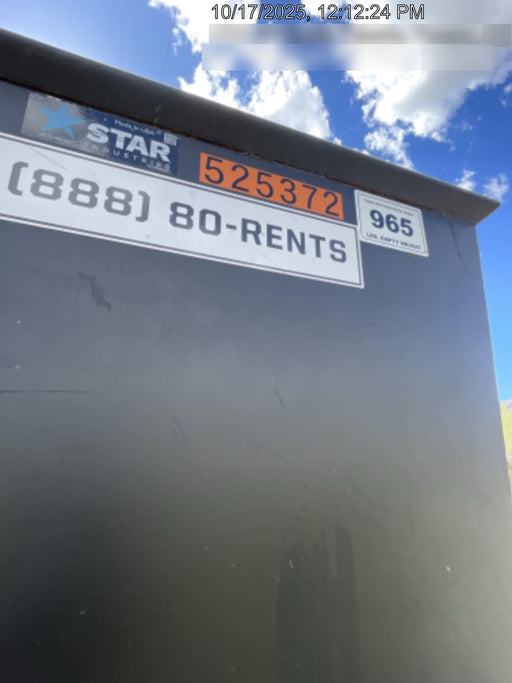 10/17/2025, 12:12:24 PM
MADE IN USA
STAR
INDUSTRIES
525372
(888) 80-RENTS
965
LBS. EMPTY WEIGHT